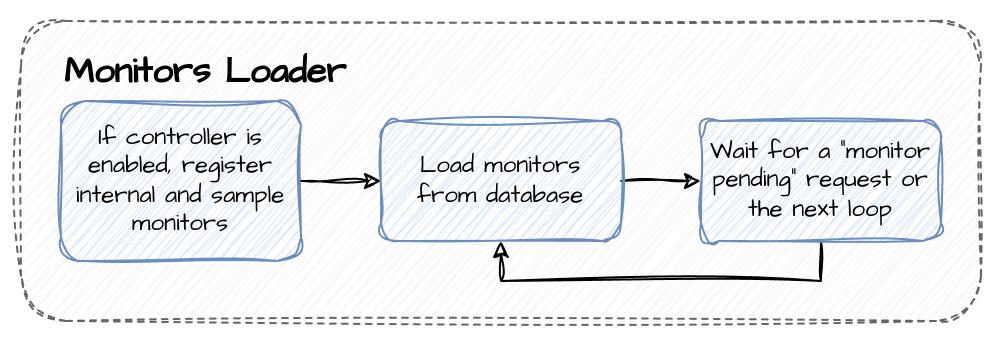 Monitors Loader
If controller is
enabled, register
internal and sample
monitors
Load monitors
from database
Wait for a "monitor
pending" request or
the next loop